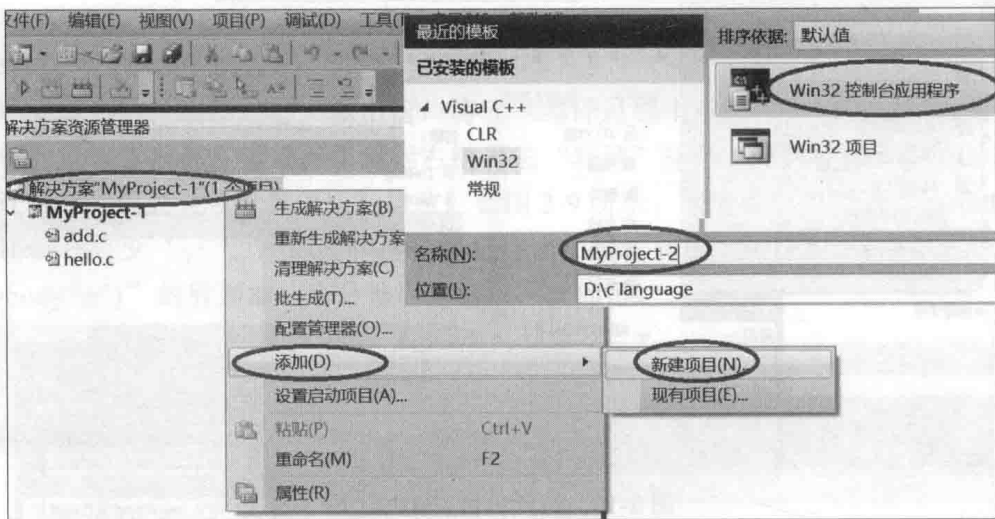 文件(F) 编辑(E) 视图(V) 项目(P) 调试(D)
解决方案资源管理器
解决方案"MyProject-1"(1 个项目)
MyProject-1
add.c
hello.c
生成解决方案(B)
重新生成解决方案
清理解决方案(C)
批生成(T)...
配置管理器(O)...
添加(D)
设置启动项目(A)...
粘贴(P) Ctrl+V
重命名(M) F2
属性(R)
新建项目(N)...
现有项目(E)...
最近的模板
已安装的模板
Visual C++
CLR
Win32
常规
排序依据: 默认值
Win32 控制台应用程序
Win32 项目
名称(N): MyProject-2
位置(L): D:\c language